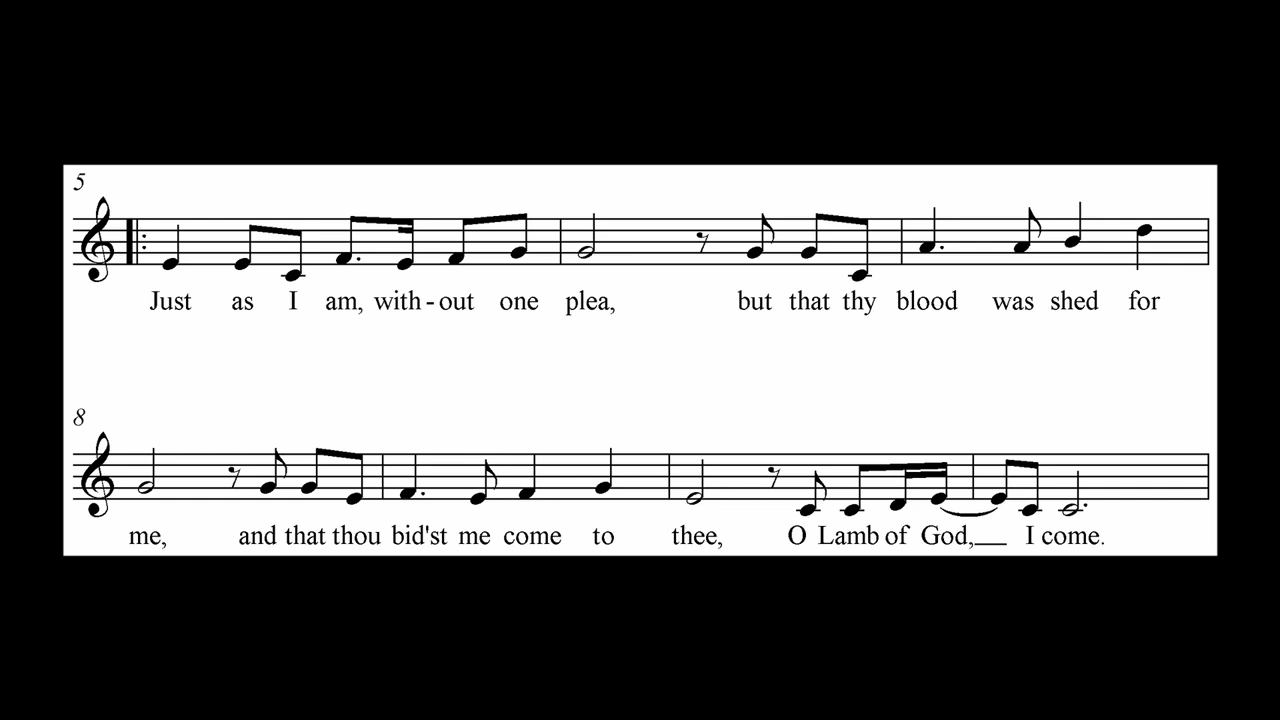 5
Just as I am, with - out one plea, but that thy blood was shed for
8
me, and that thou bid'st me come to thee, O Lamb of God,__ I come.